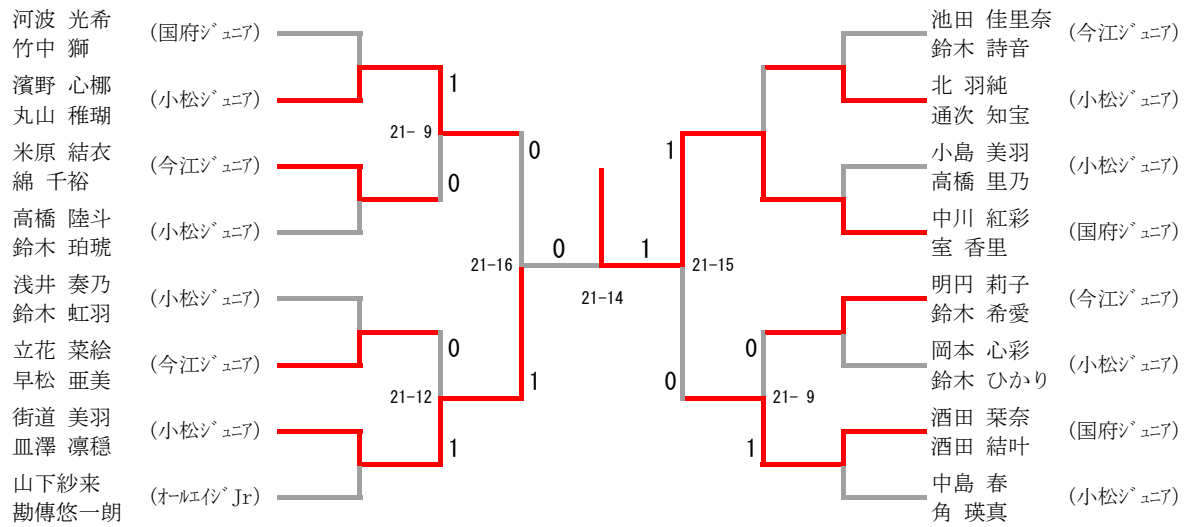 河波 光希
竹中 獅
(国府ｼﾞｭﾆｱ)
濱野 心梛
丸山 稚瑚
(小松ｼﾞｭﾆｱ)
米原 結衣
綿 千裕
(今江ｼﾞｭﾆｱ)
高橋 陸斗
鈴木 珀琥
(小松ｼﾞｭﾆｱ)
浅井 奏乃
鈴木 虹羽
(小松ｼﾞｭﾆｱ)
立花 菜絵
早松 亜美
(今江ｼﾞｭﾆｱ)
街道 美羽
皿澤 凛穏
(小松ｼﾞｭﾆｱ)
山下紗来
勘傳悠一朗
(ｵｰﾙｴｲｼﾞJr)
1
21- 9
0
0
21-16
0
21-12
1
1
0
1
21-14
1
21-15
0
0
21- 9
1
池田 佳里奈
鈴木 詩音
(今江ｼﾞｭﾆｱ)
北 羽純
通次 知宝
(小松ｼﾞｭﾆｱ)
小島 美羽
高橋 里乃
(小松ｼﾞｭﾆｱ)
中川 紅彩
室 香里
(国府ｼﾞｭﾆｱ)
明円 莉子
鈴木 希愛
(今江ｼﾞｭﾆｱ)
岡本 心彩
鈴木 ひかり
(小松ｼﾞｭﾆｱ)
酒田 栞奈
酒田 結叶
(国府ｼﾞｭﾆｱ)
中島 春
角 瑛真
(小松ｼﾞｭﾆｱ)